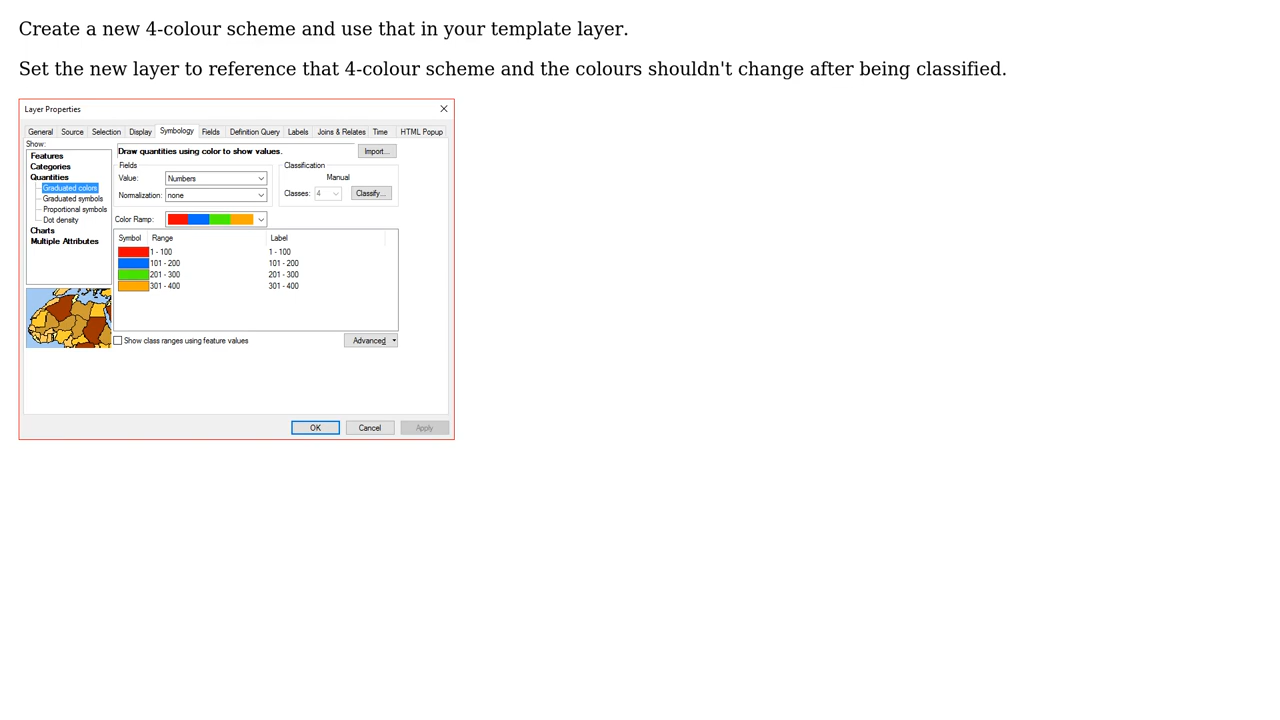 Create a new 4-colour scheme and use that in your template layer.
Set the new layer to reference that 4-colour scheme and the colours shouldn't change after being classified.
Layer Properties
General Source Selection Display Symbology Fields Definition Query Labels Joins & Relates Time HTML Popup
Show:
Features
Categories
Quantities
Graduated colors
Graduated symbols
Proportional symbols
Dot density
Charts
Multiple Attributes
Draw quantities using color to show values.
Import...
Fields
Value: Numbers
Normalization: none
Classification
Manual
Classes: 4 Classify...
Color Ramp:
Symbol Range Label
1 - 100 1 - 100
101 - 200 101 - 200
201 - 300 201 - 300
301 - 400 301 - 400
Show class ranges using feature values
Advanced
OK Cancel Apply